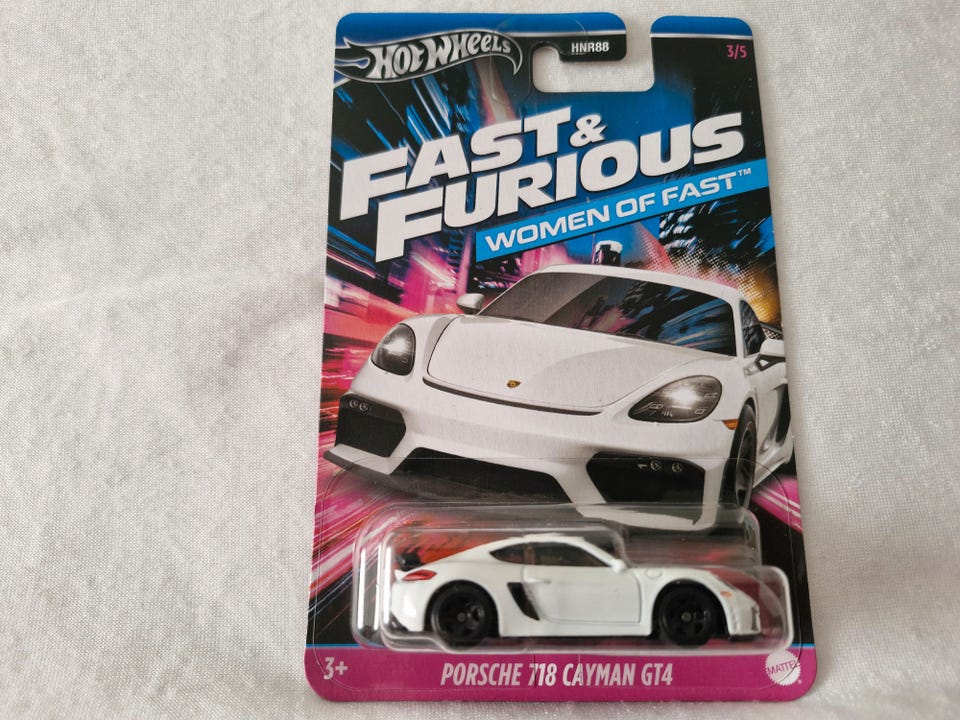 HOT WHEELS
HNR88
3/5
FAST &
FURIOUS
WOMEN OF FAST™
3+
PORSCHE 718 CAYMAN GT4
MATTEL